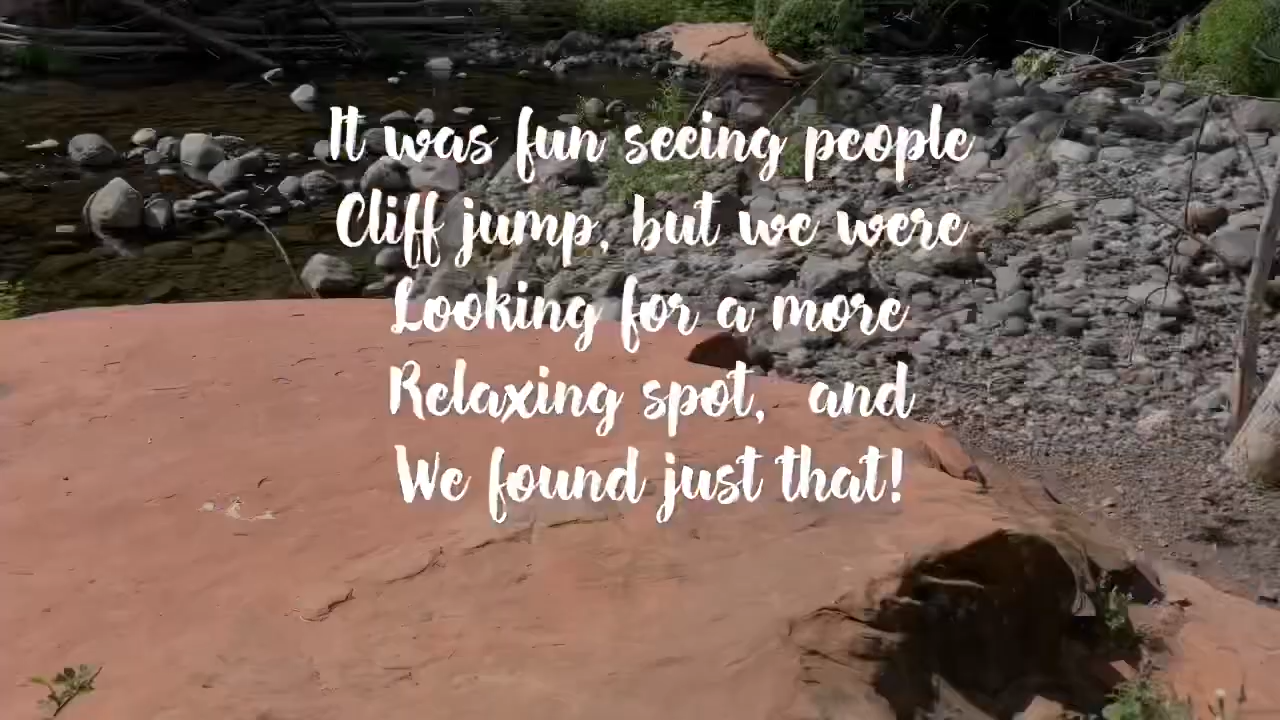 It was fun seeing people
Cliff jump, but we were
Looking for a more
Relaxing spot, and
We found just that!